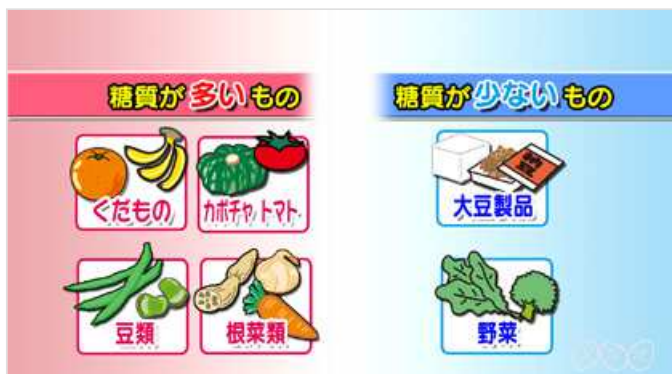 糖質が多いもの
糖質が少ないもの
くだもの
カボチャ,トマト
大豆製品
豆類
根菜類
野菜